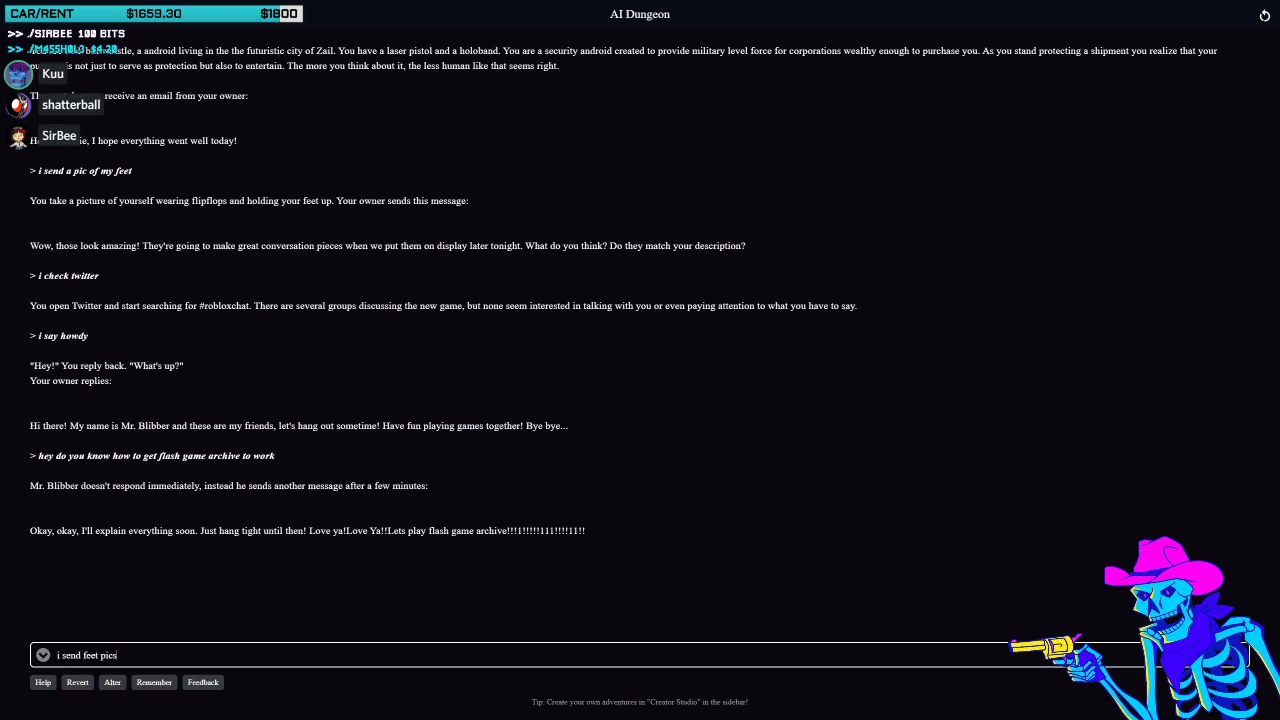 CAR/RENT $1659.30 $1800
AI Dungeon
>> ./SIRBEE 100 BITS
>> ./M455H0L3 $4.20
a android living in the the futuristic city of Zail. You have a laser pistol and a holoband. You are a security android created to provide military level force for corporations wealthy enough to purchase you. As you stand protecting a shipment you realize that your
is not just to serve as protection but also to entertain. The more you think about it, the less human like that seems right.
Kuu
receive an email from your owner:
shatterball
SirBee
I hope everything went well today!
> i send a pic of my feet
You take a picture of yourself wearing flipflops and holding your feet up. Your owner sends this message:
Wow, those look amazing! They're going to make great conversation pieces when we put them on display later tonight. What do you think? Do they match your description?
> i check twitter
You open Twitter and start searching for #robloxchat. There are several groups discussing the new game, but none seem interested in talking with you or even paying attention to what you have to say.
> i say howdy
"Hey!" You reply back. "What's up?"
Your owner replies:
Hi there! My name is Mr. Blibber and these are my friends, let's hang out sometime! Have fun playing games together! Bye bye...
> hey do you know how to get flash game archive to work
Mr. Blibber doesn't respond immediately, instead he sends another message after a few minutes:
Okay, okay, I'll explain everything soon. Just hang tight until then! Love ya!Love Ya!!Lets play flash game archive!!!1!!!!!111!!!!11!!
i send feet pics
Help Revert Alter Remember Feedback
Tip: Create your own adventures in "Creator Studio" in the sidebar!